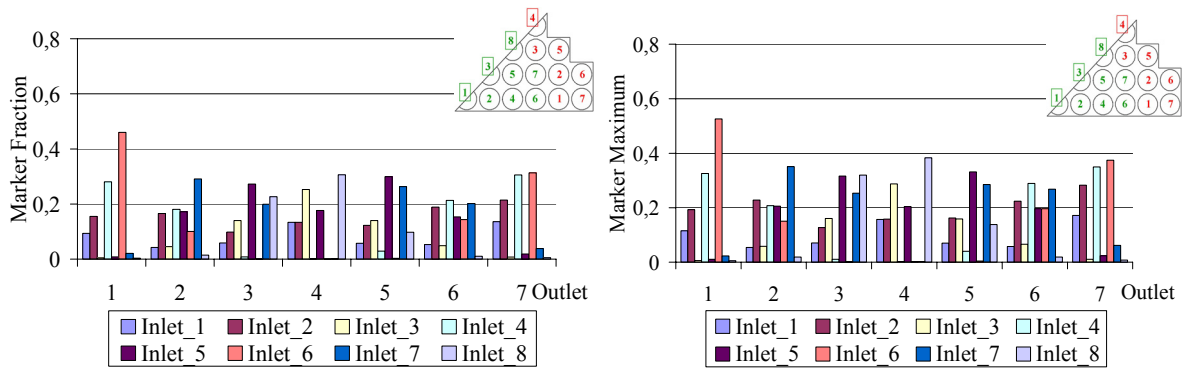 Marker Fraction
0,8
0,6
0,4
0,2
0
1 2 3 4 5 6 7 Outlet
4
8 3 5
3 5 7 2 6
1 2 4 6 1 7
Inlet_1 Inlet_2 Inlet_3 Inlet_4
Inlet_5 Inlet_6 Inlet_7 Inlet_8
Marker Maximum
0,8
0,6
0,4
0,2
0
1 2 3 4 5 6 7 Outlet
4
8 3 5
3 5 7 2 6
1 2 4 6 1 7
Inlet_1 Inlet_2 Inlet_3 Inlet_4
Inlet_5 Inlet_6 Inlet_7 Inlet_8